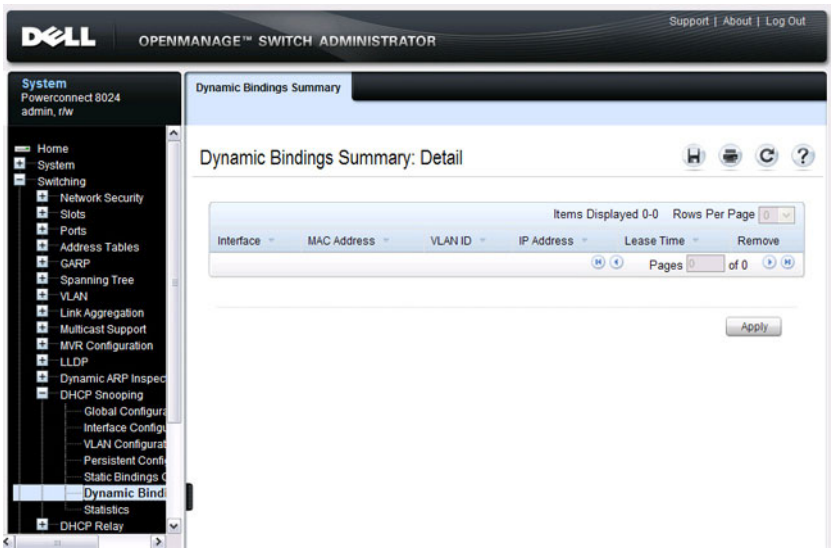 Support | About | Log Out
DELL OPENMANAGE™ SWITCH ADMINISTRATOR
System
Powerconnect 8024
admin, r/w
Home
System
Switching
Network Security
Slots
Ports
Address Tables
GARP
Spanning Tree
VLAN
Link Aggregation
Multicast Support
MVR Configuration
LLDP
Dynamic ARP Inspec
DHCP Snooping
Global Configura
Interface Configu
VLAN Configurat
Persistent Confi
Static Bindings C
Dynamic Bindi
Statistics
DHCP Relay
Dynamic Bindings Summary
Dynamic Bindings Summary: Detail
Items Displayed 0-0 Rows Per Page 0
Interface MAC Address VLAN ID IP Address Lease Time Remove
Pages 0 of 0
Apply